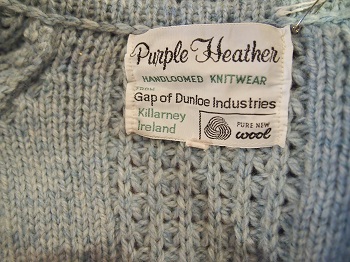 Purple Heather
HANDLOOMED KNITWEAR
FROM
Gap of Dunloe Industries
Killarney
Ireland
PURE NEW
wool